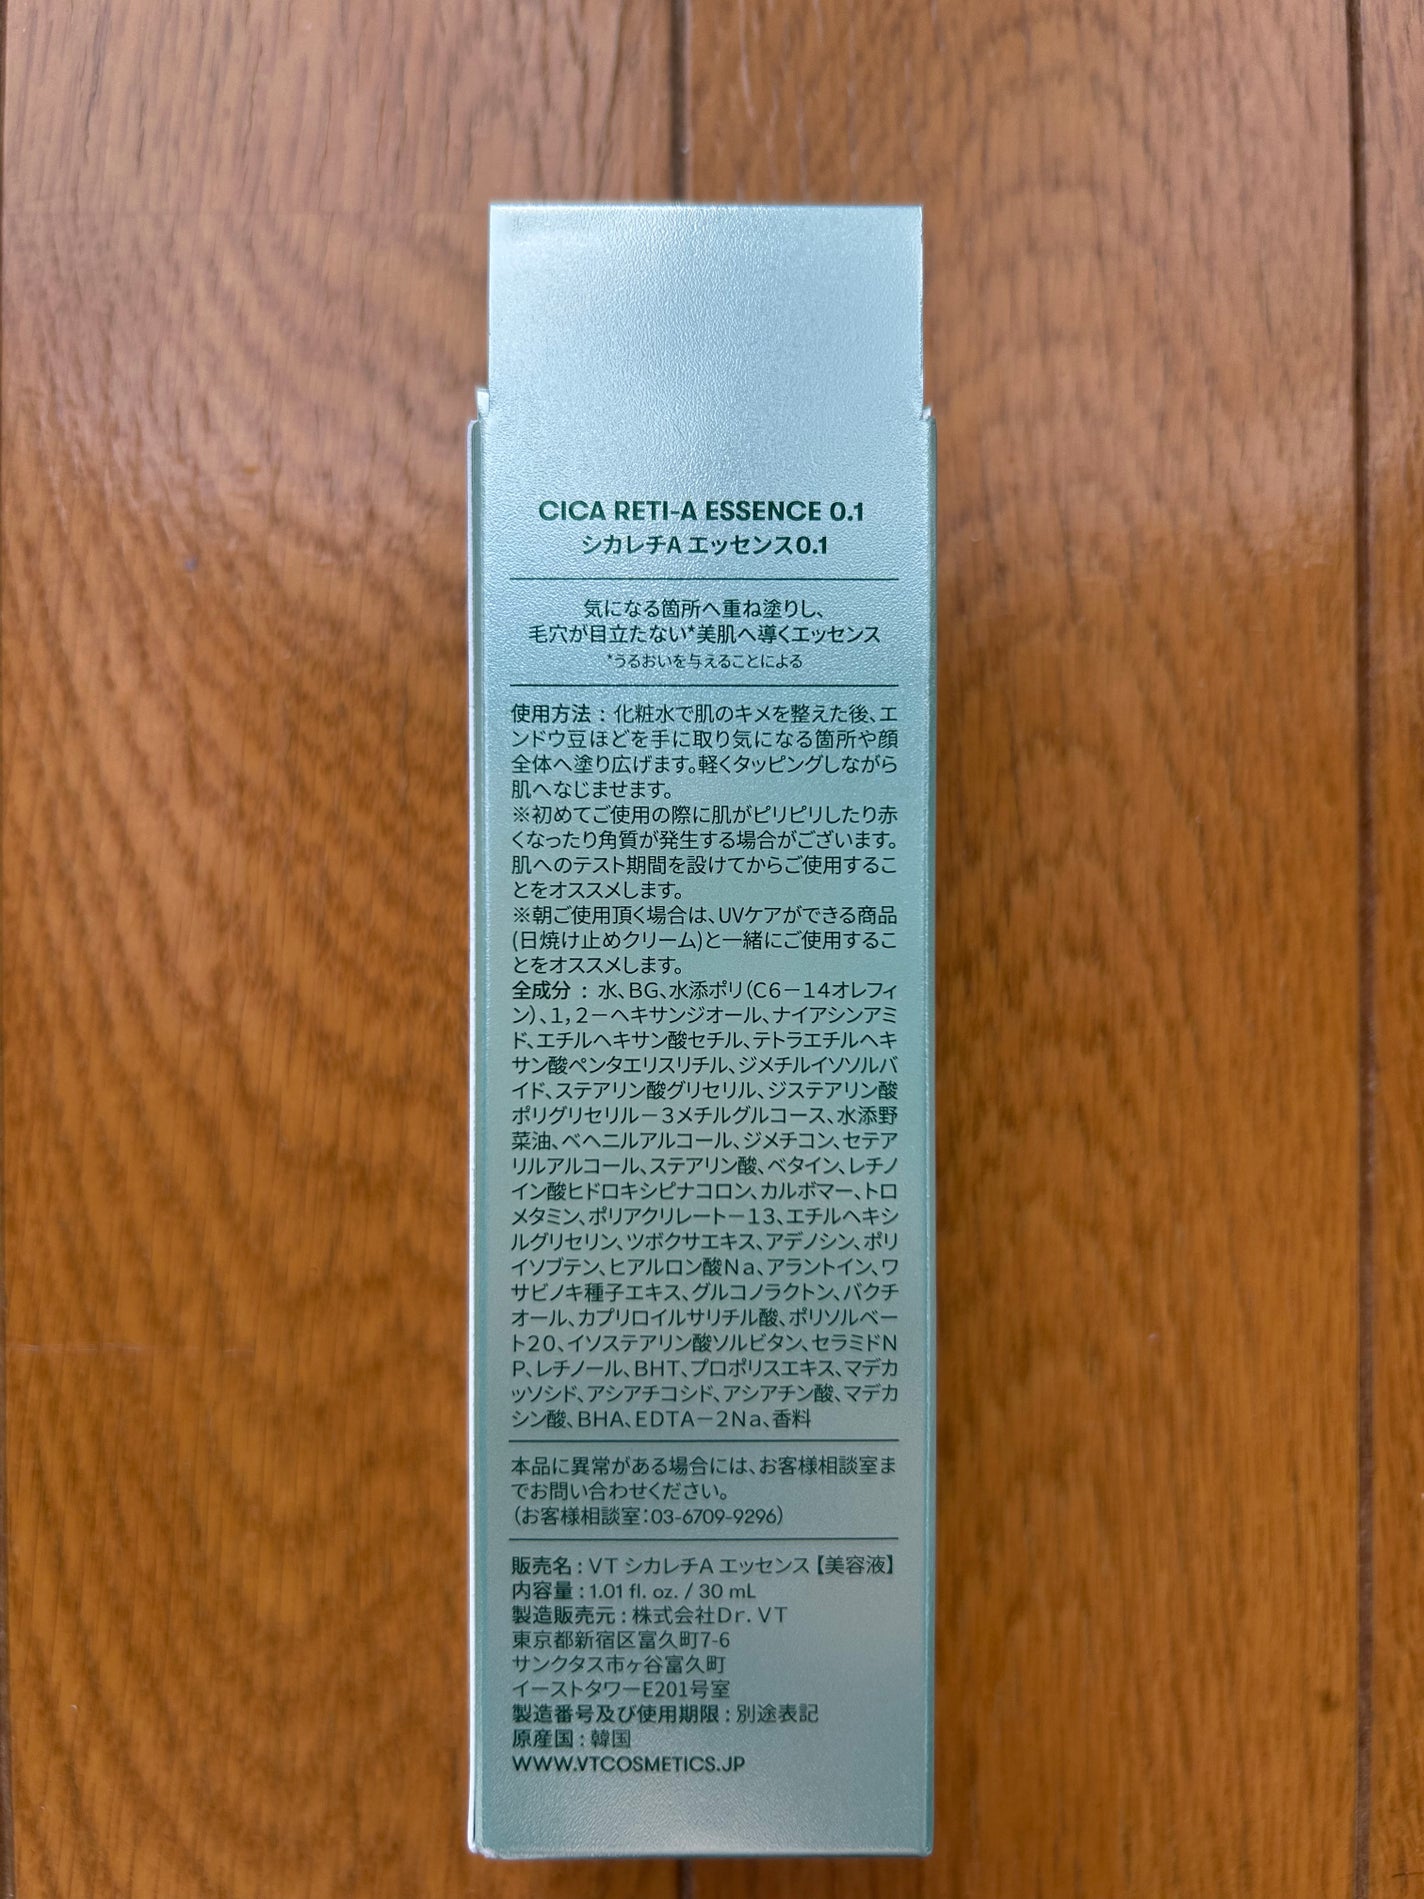 CICA RETI-A ESSENCE 0.1
シカレチA エッセンス0.1
気になる箇所へ重ね塗りし、
毛穴が目立たない*美肌へ導くエッセンス
*うるおいを与えることによる
使用方法 : 化粧水で肌のキメを整えた後、エ
ンドウ豆ほどを手に取り気になる箇所や顔
全体へ塗り広げます。軽くタッピングしながら
肌へなじませます。
※初めてご使用の際に肌がピリピリしたり赤
くなったり角質が発生する場合がございます。
肌へのテスト期間を設けてからご使用するこ
とをオススメします。
※朝ご使用頂く場合は、UVケアができる商品
(日焼け止めクリーム)と一緒にご使用するこ
とをオススメします。
全成分 : 水、BG、水添ポリ(C6-14オレフィ
ン)、1,2-ヘキサンジオール、ナイアシンアミ
ド、エチルヘキサン酸セチル、テトラエチルヘキ
サン酸ペンタエリスリチル、ジメチルイソソルバ
イド、ステアリン酸グリセリル、ジステアリン酸
ポリグリセリル-3メチルグルコース、水添野
菜油、ベヘニルアルコール、ジメチコン、セテア
リルアルコール、ステアリン酸、ベタイン、レチノ
イン酸ヒドロキシピナコロン、カルボマー、トロ
メタミン、ポリアクリレート-13、エチルヘキシ
ルグリセリン、ツボクサエキス、アデノシン、ポリ
イソブテン、ヒアルロン酸Na、アラントイン、ワ
サビノキ種子エキス、グルコノラクトン、バクチ
オール、カプリロイルサリチル酸、ポリソルベー
ト20、イソステアリン酸ソルビタン、セラミドN
P、レチノール、BHT、プロポリスエキス、マデカ
ッソシド、アシアチコシド、アシアチン酸、マデカ
シン酸、BHA、EDTA-2Na、香料
本品に異常がある場合には、お客様相談室ま
でお問い合わせください。
(お客様相談室:03-6709-9296)
販売名 : VT シカレチA エッセンス【美容液】
内容量 : 1.01 fl. oz. / 30 mL
製造販売元 : 株式会社Dr. VT
東京都新宿区富久町7-6
サンクタス市ヶ谷富久町
イーストタワーE201号室
製造番号及び使用期限 : 別途表記
原産国 : 韓国
WWW.VTCOSMETICS.JP